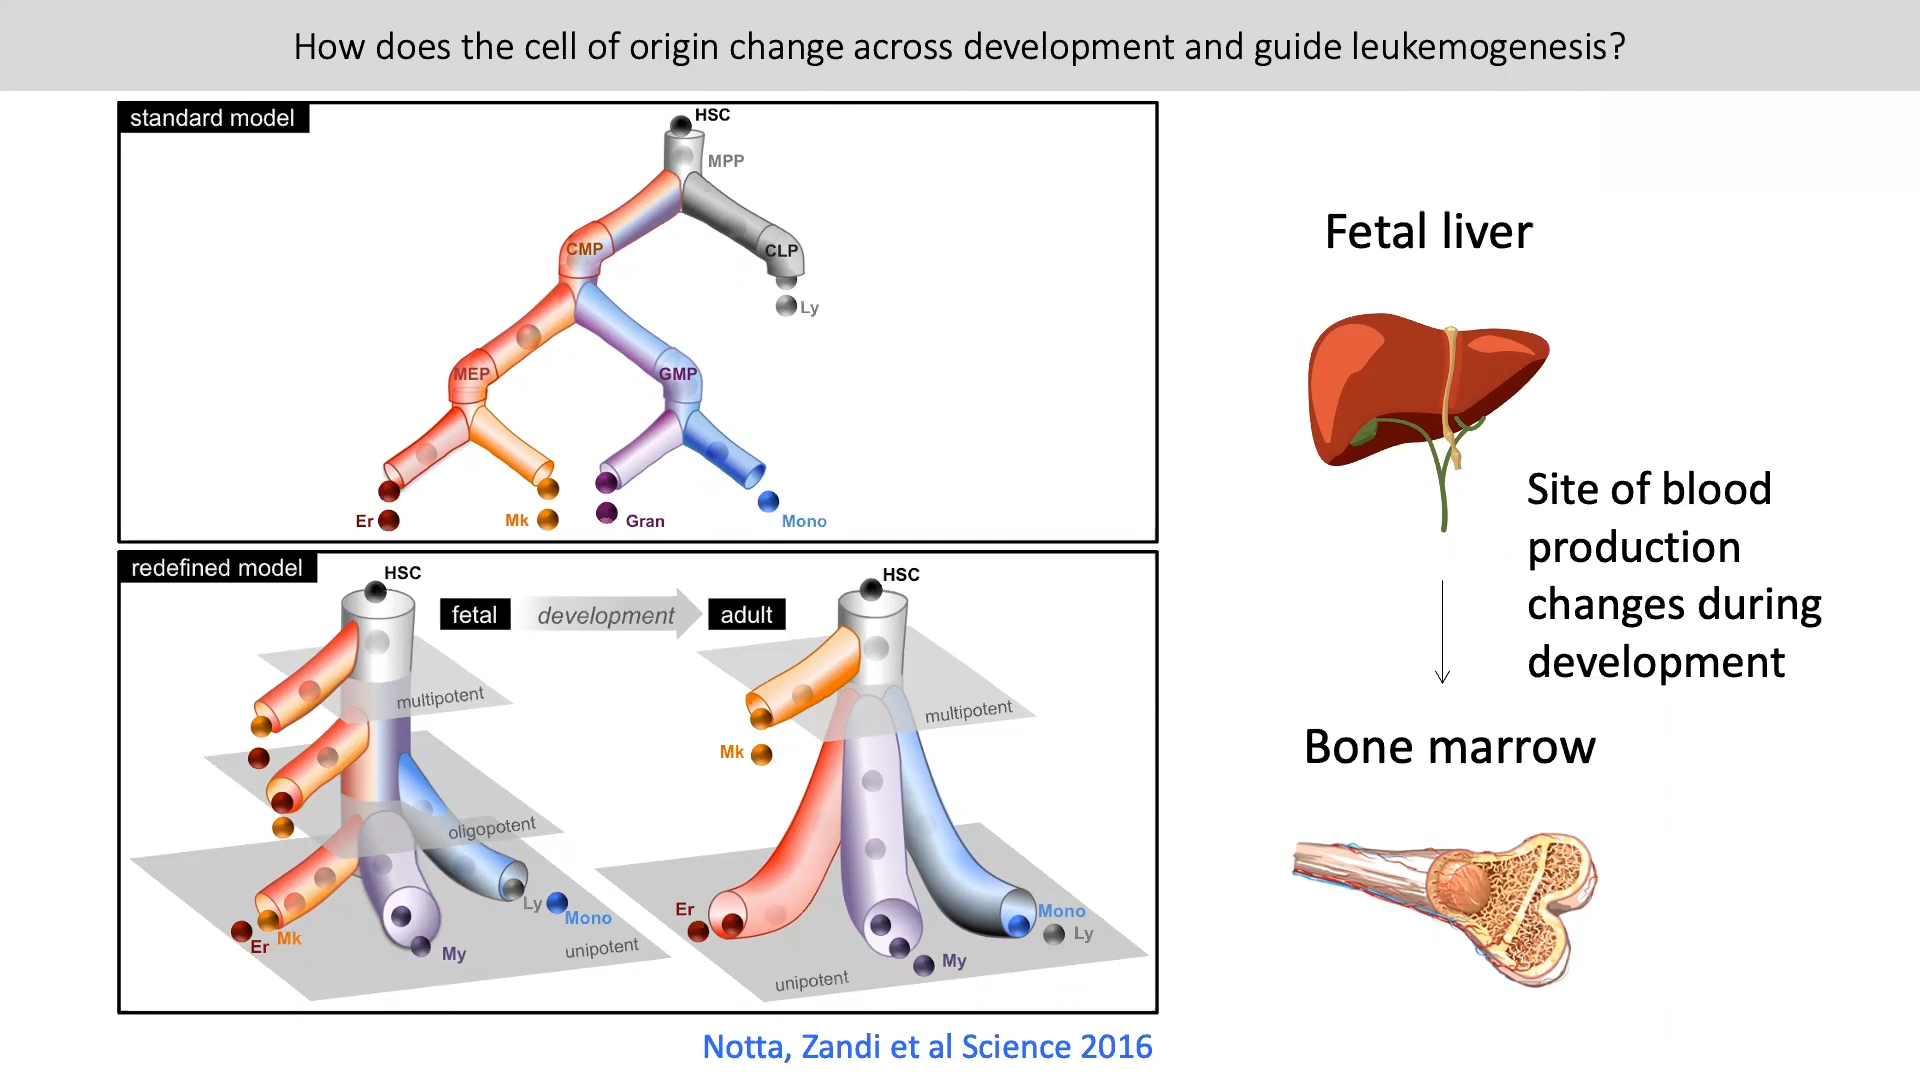 How does the cell of origin change across development and guide leukemogenesis?
standard model
HSC
MPP
CMP
CLP
Ly
MEP
GMP
Er
Mk
Gran
Mono
redefined model
HSC
fetal
development
adult
HSC
multipotent
oligopotent
Ly
Mono
Er
Mk
My
unipotent
multipotent
Mk
Er
Mono
Ly
My
unipotent
Notta, Zandi et al Science 2016
Fetal liver
Site of blood
production
changes during
development
Bone marrow